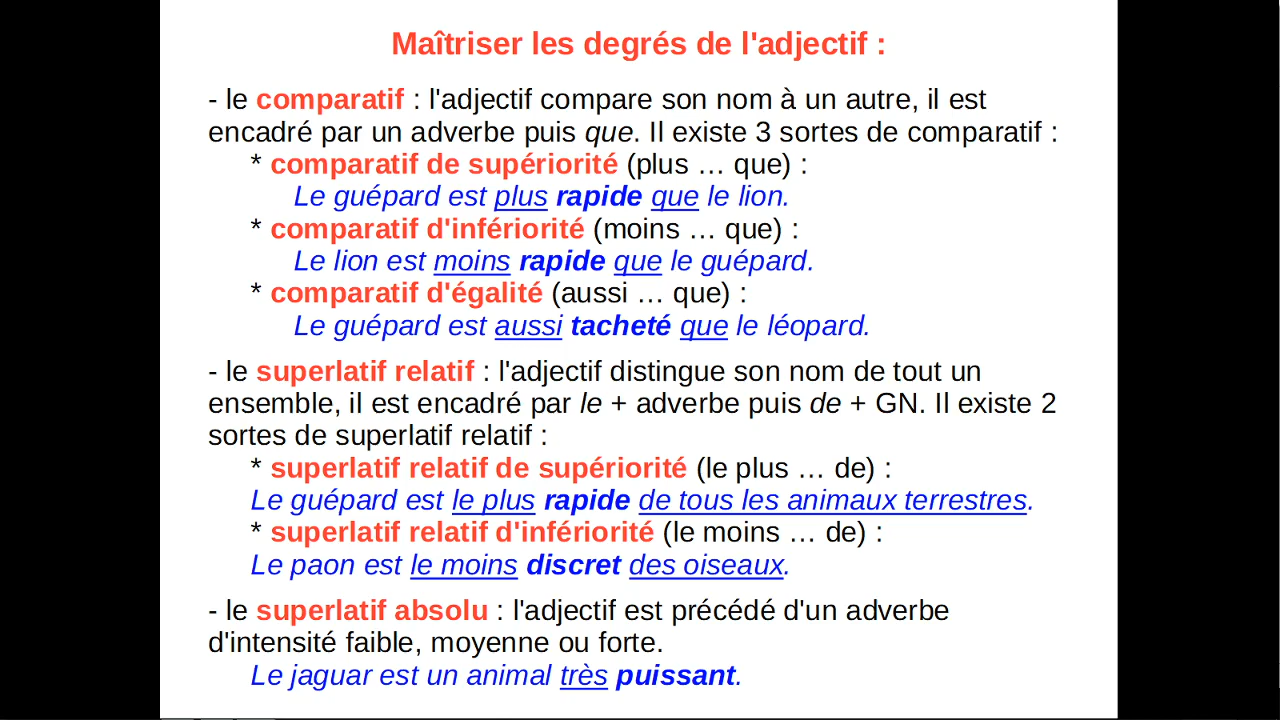 Maîtriser les degrés de l'adjectif :
- le comparatif : l'adjectif compare son nom à un autre, il est
encadré par un adverbe puis que. Il existe 3 sortes de comparatif :
* comparatif de supériorité (plus … que) :
Le guépard est plus rapide que le lion.
* comparatif d'infériorité (moins … que) :
Le lion est moins rapide que le guépard.
* comparatif d'égalité (aussi … que) :
Le guépard est aussi tacheté que le léopard.
- le superlatif relatif : l'adjectif distingue son nom de tout un
ensemble, il est encadré par le + adverbe puis de + GN. Il existe 2
sortes de superlatif relatif :
* superlatif relatif de supériorité (le plus … de) :
Le guépard est le plus rapide de tous les animaux terrestres.
* superlatif relatif d'infériorité (le moins … de) :
Le paon est le moins discret des oiseaux.
- le superlatif absolu : l'adjectif est précédé d'un adverbe
d'intensité faible, moyenne ou forte.
Le jaguar est un animal très puissant.